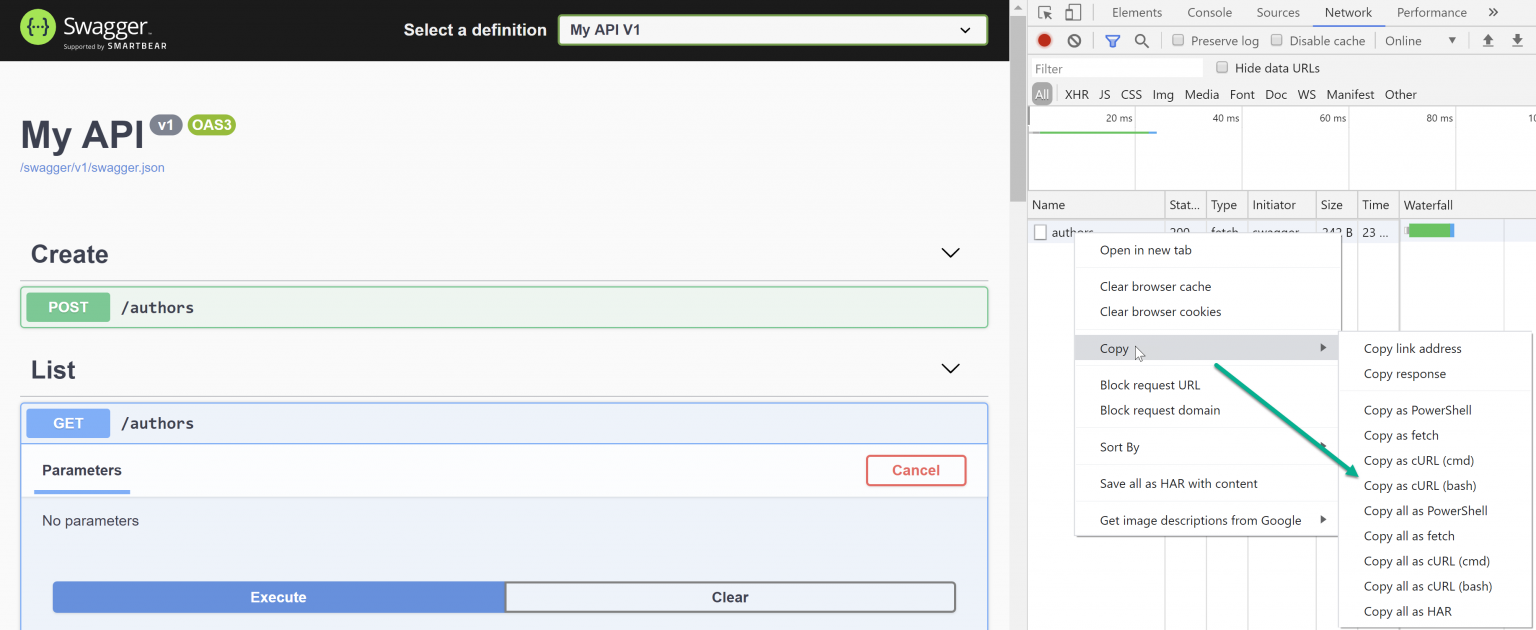 Swagger
Supported by SMARTBEAR
Select a definition
My API V1
My API v1 OAS3
/swagger/v1/swagger.json
Create
POST /authors
List
GET /authors
Parameters
Cancel
No parameters
Execute
Clear
Elements Console Sources Network Performance »
Preserve log Disable cache Online
Filter
Hide data URLs
All XHR JS CSS Img Media Font Doc WS Manifest Other
20 ms 40 ms 60 ms 80 ms
Name Stat... Type Initiator Size Time Waterfall
authors 200 fetch swagger 242 B 23 ...
Open in new tab
Clear browser cache
Clear browser cookies
Copy
Block request URL
Block request domain
Sort By
Save all as HAR with content
Get image descriptions from Google
Copy link address
Copy response
Copy as PowerShell
Copy as fetch
Copy as cURL (cmd)
Copy as cURL (bash)
Copy all as PowerShell
Copy all as fetch
Copy all as cURL (cmd)
Copy all as cURL (bash)
Copy all as HAR